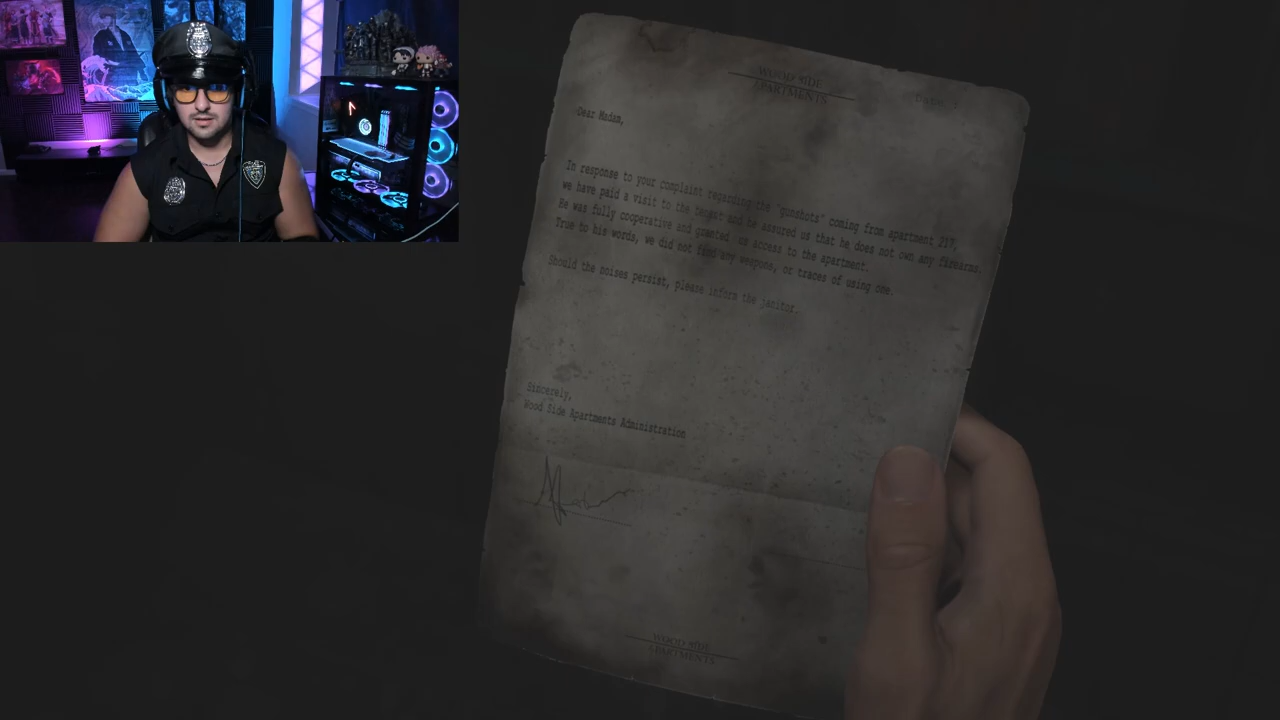 WOOD SIDE
APARTMENTS
Dear Madam,
In response to your complaint regarding the "gunshots" coming from apartment 217,
we have paid a visit to the tenant and he assured us that he does not own any firearms.
He was fully cooperative and granted us access to the apartment.
True to his words, we did not find any weapons, or traces of using one.
Should the noises persist, please inform the janitor.
Sincerely,
Wood Side Apartments Administration
WOOD SIDE
APARTMENTS